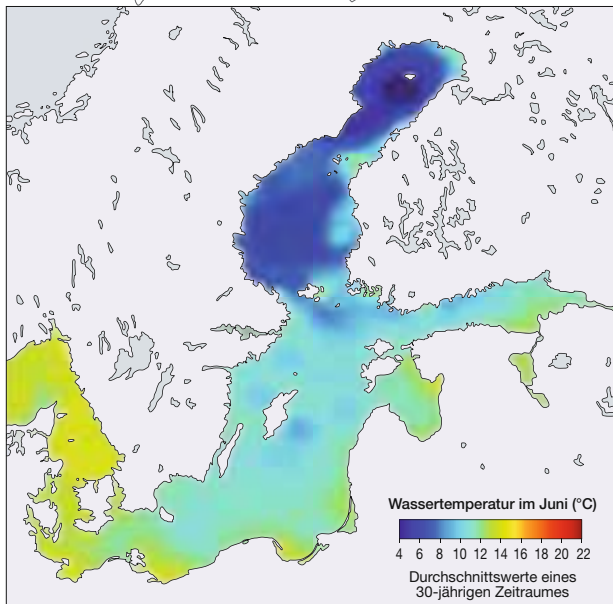 Wassertemperatur im Juni (°C)
4 6 8 10 12 14 16 18 20 22
Durchschnittswerte eines
30-jährigen Zeitraumes